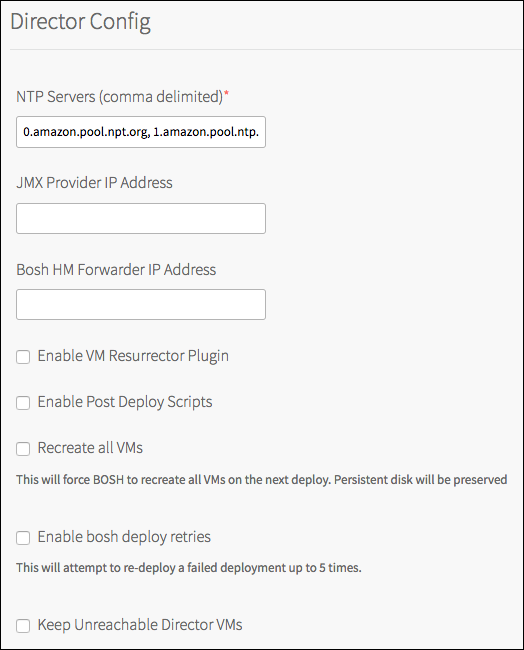 Director Config
NTP Servers (comma delimited)*
0.amazon.pool.npt.org, 1.amazon.pool.ntp.
JMX Provider IP Address
Bosh HM Forwarder IP Address
Enable VM Resurrector Plugin
Enable Post Deploy Scripts
Recreate all VMs
This will force BOSH to recreate all VMs on the next deploy. Persistent disk will be preserved
Enable bosh deploy retries
This will attempt to re-deploy a failed deployment up to 5 times.
Keep Unreachable Director VMs